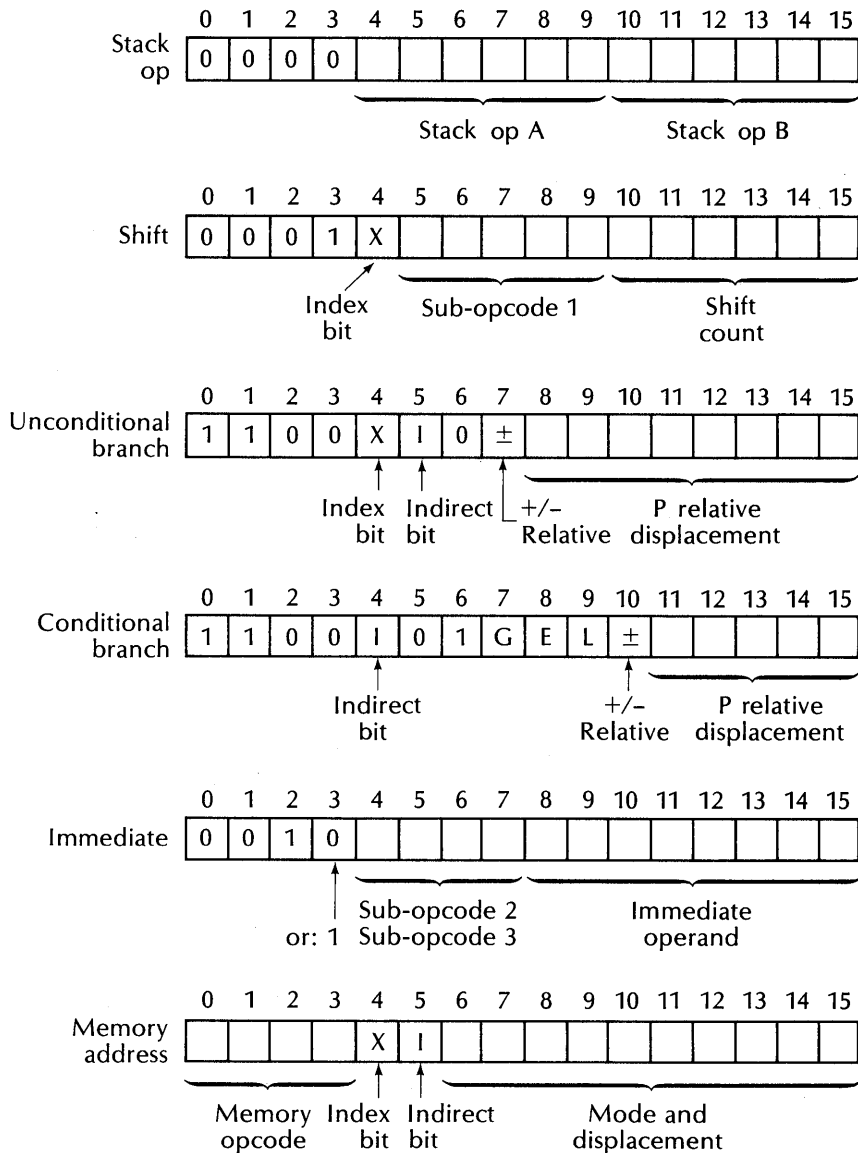 0 1 2 3 4 5 6 7 8 9 10 11 12 13 14 15
Stack op 0 0 0 0
Stack op A Stack op B
0 1 2 3 4 5 6 7 8 9 10 11 12 13 14 15
Shift 0 0 0 1 X
Index bit Sub-opcode 1 Shift count
0 1 2 3 4 5 6 7 8 9 10 11 12 13 14 15
Unconditional branch 1 1 0 0 X I 0 ±
Index bit Indirect bit +/- Relative P relative displacement
0 1 2 3 4 5 6 7 8 9 10 11 12 13 14 15
Conditional branch 1 1 0 0 I 0 1 G E L ±
Indirect bit +/- Relative P relative displacement
0 1 2 3 4 5 6 7 8 9 10 11 12 13 14 15
Immediate 0 0 1 0
Sub-opcode 2 Immediate operand
or: 1 Sub-opcode 3
0 1 2 3 4 5 6 7 8 9 10 11 12 13 14 15
Memory address X I
Memory opcode Index bit Indirect bit Mode and displacement